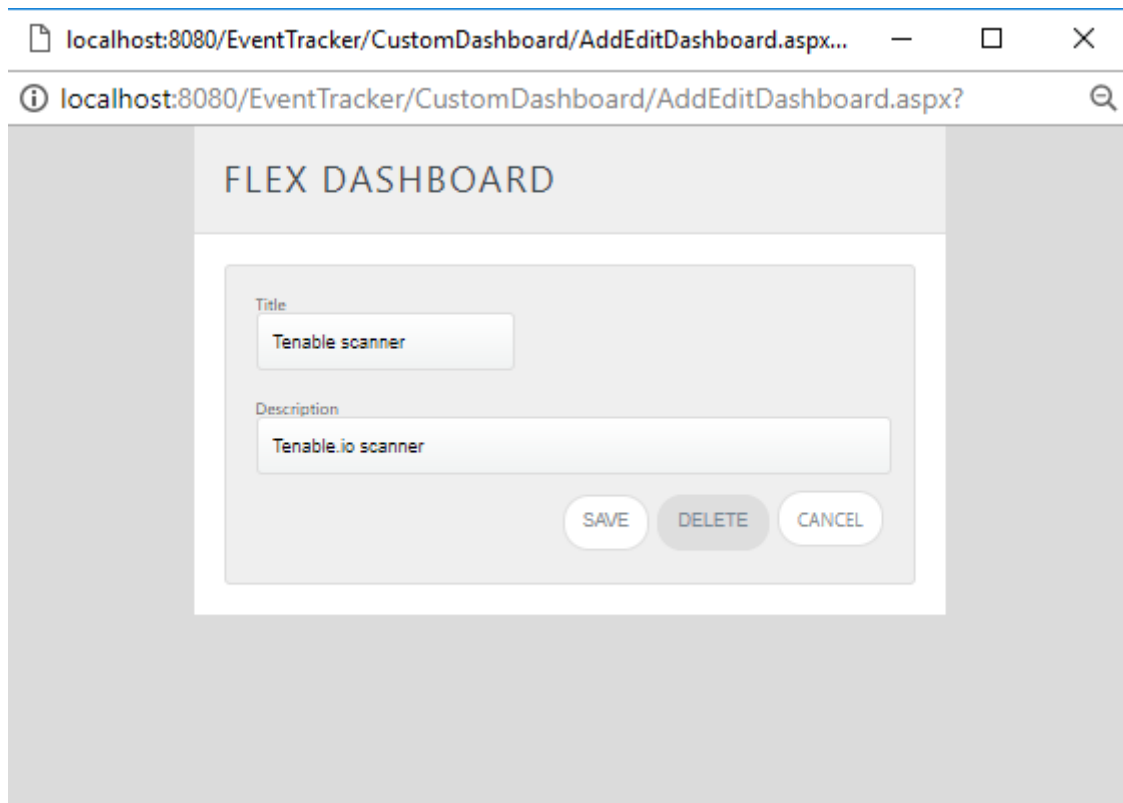 localhost:8080/EventTracker/CustomDashboard/AddEditDashboard.aspx...
localhost:8080/EventTracker/CustomDashboard/AddEditDashboard.aspx?
FLEX DASHBOARD
Title
Tenable scanner
Description
Tenable.io scanner
SAVE DELETE CANCEL